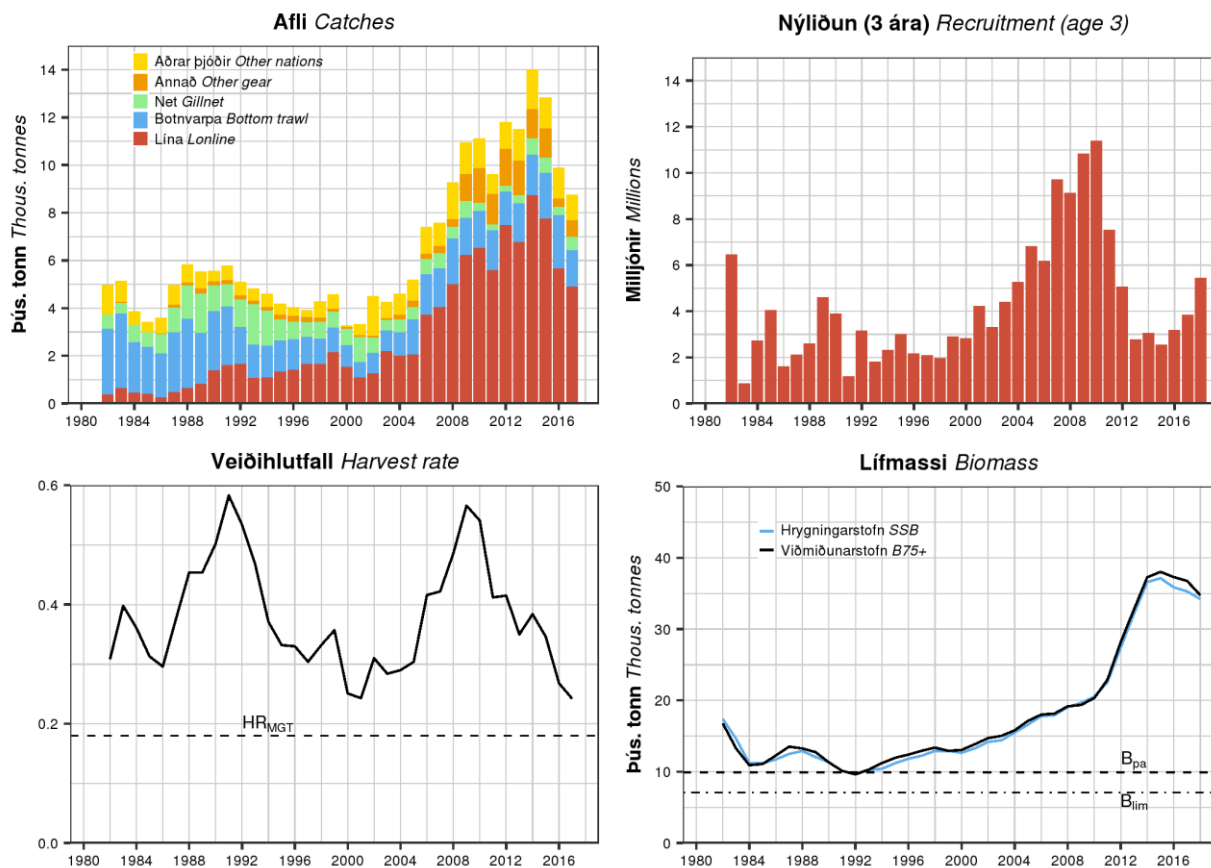 Afli Catches
Þús. tonn Thous. tonnes
14
12
10
8
6
4
2
0
Aðrar þjóðir Other nations
Annað Other gear
Net Gillnet
Botnvarpa Bottom trawl
Lína Lonline
1980 1984 1988 1992 1996 2000 2004 2008 2012 2016
Nýliðun (3 ára) Recruitment (age 3)
Milljónir Millions
14
12
10
8
6
4
2
0
1980 1984 1988 1992 1996 2000 2004 2008 2012 2016
Veiðihlutfall Harvest rate
0.6
0.4
0.2
0.0
HR_MGT
1980 1984 1988 1992 1996 2000 2004 2008 2012 2016
Lífmassi Biomass
Þús. tonn Thous. tonnes
50
40
30
20
10
0
Hrygningarstofn SSB
Viðmiðunarstofn B75+
B_pa
B_lim
1980 1984 1988 1992 1996 2000 2004 2008 2012 2016